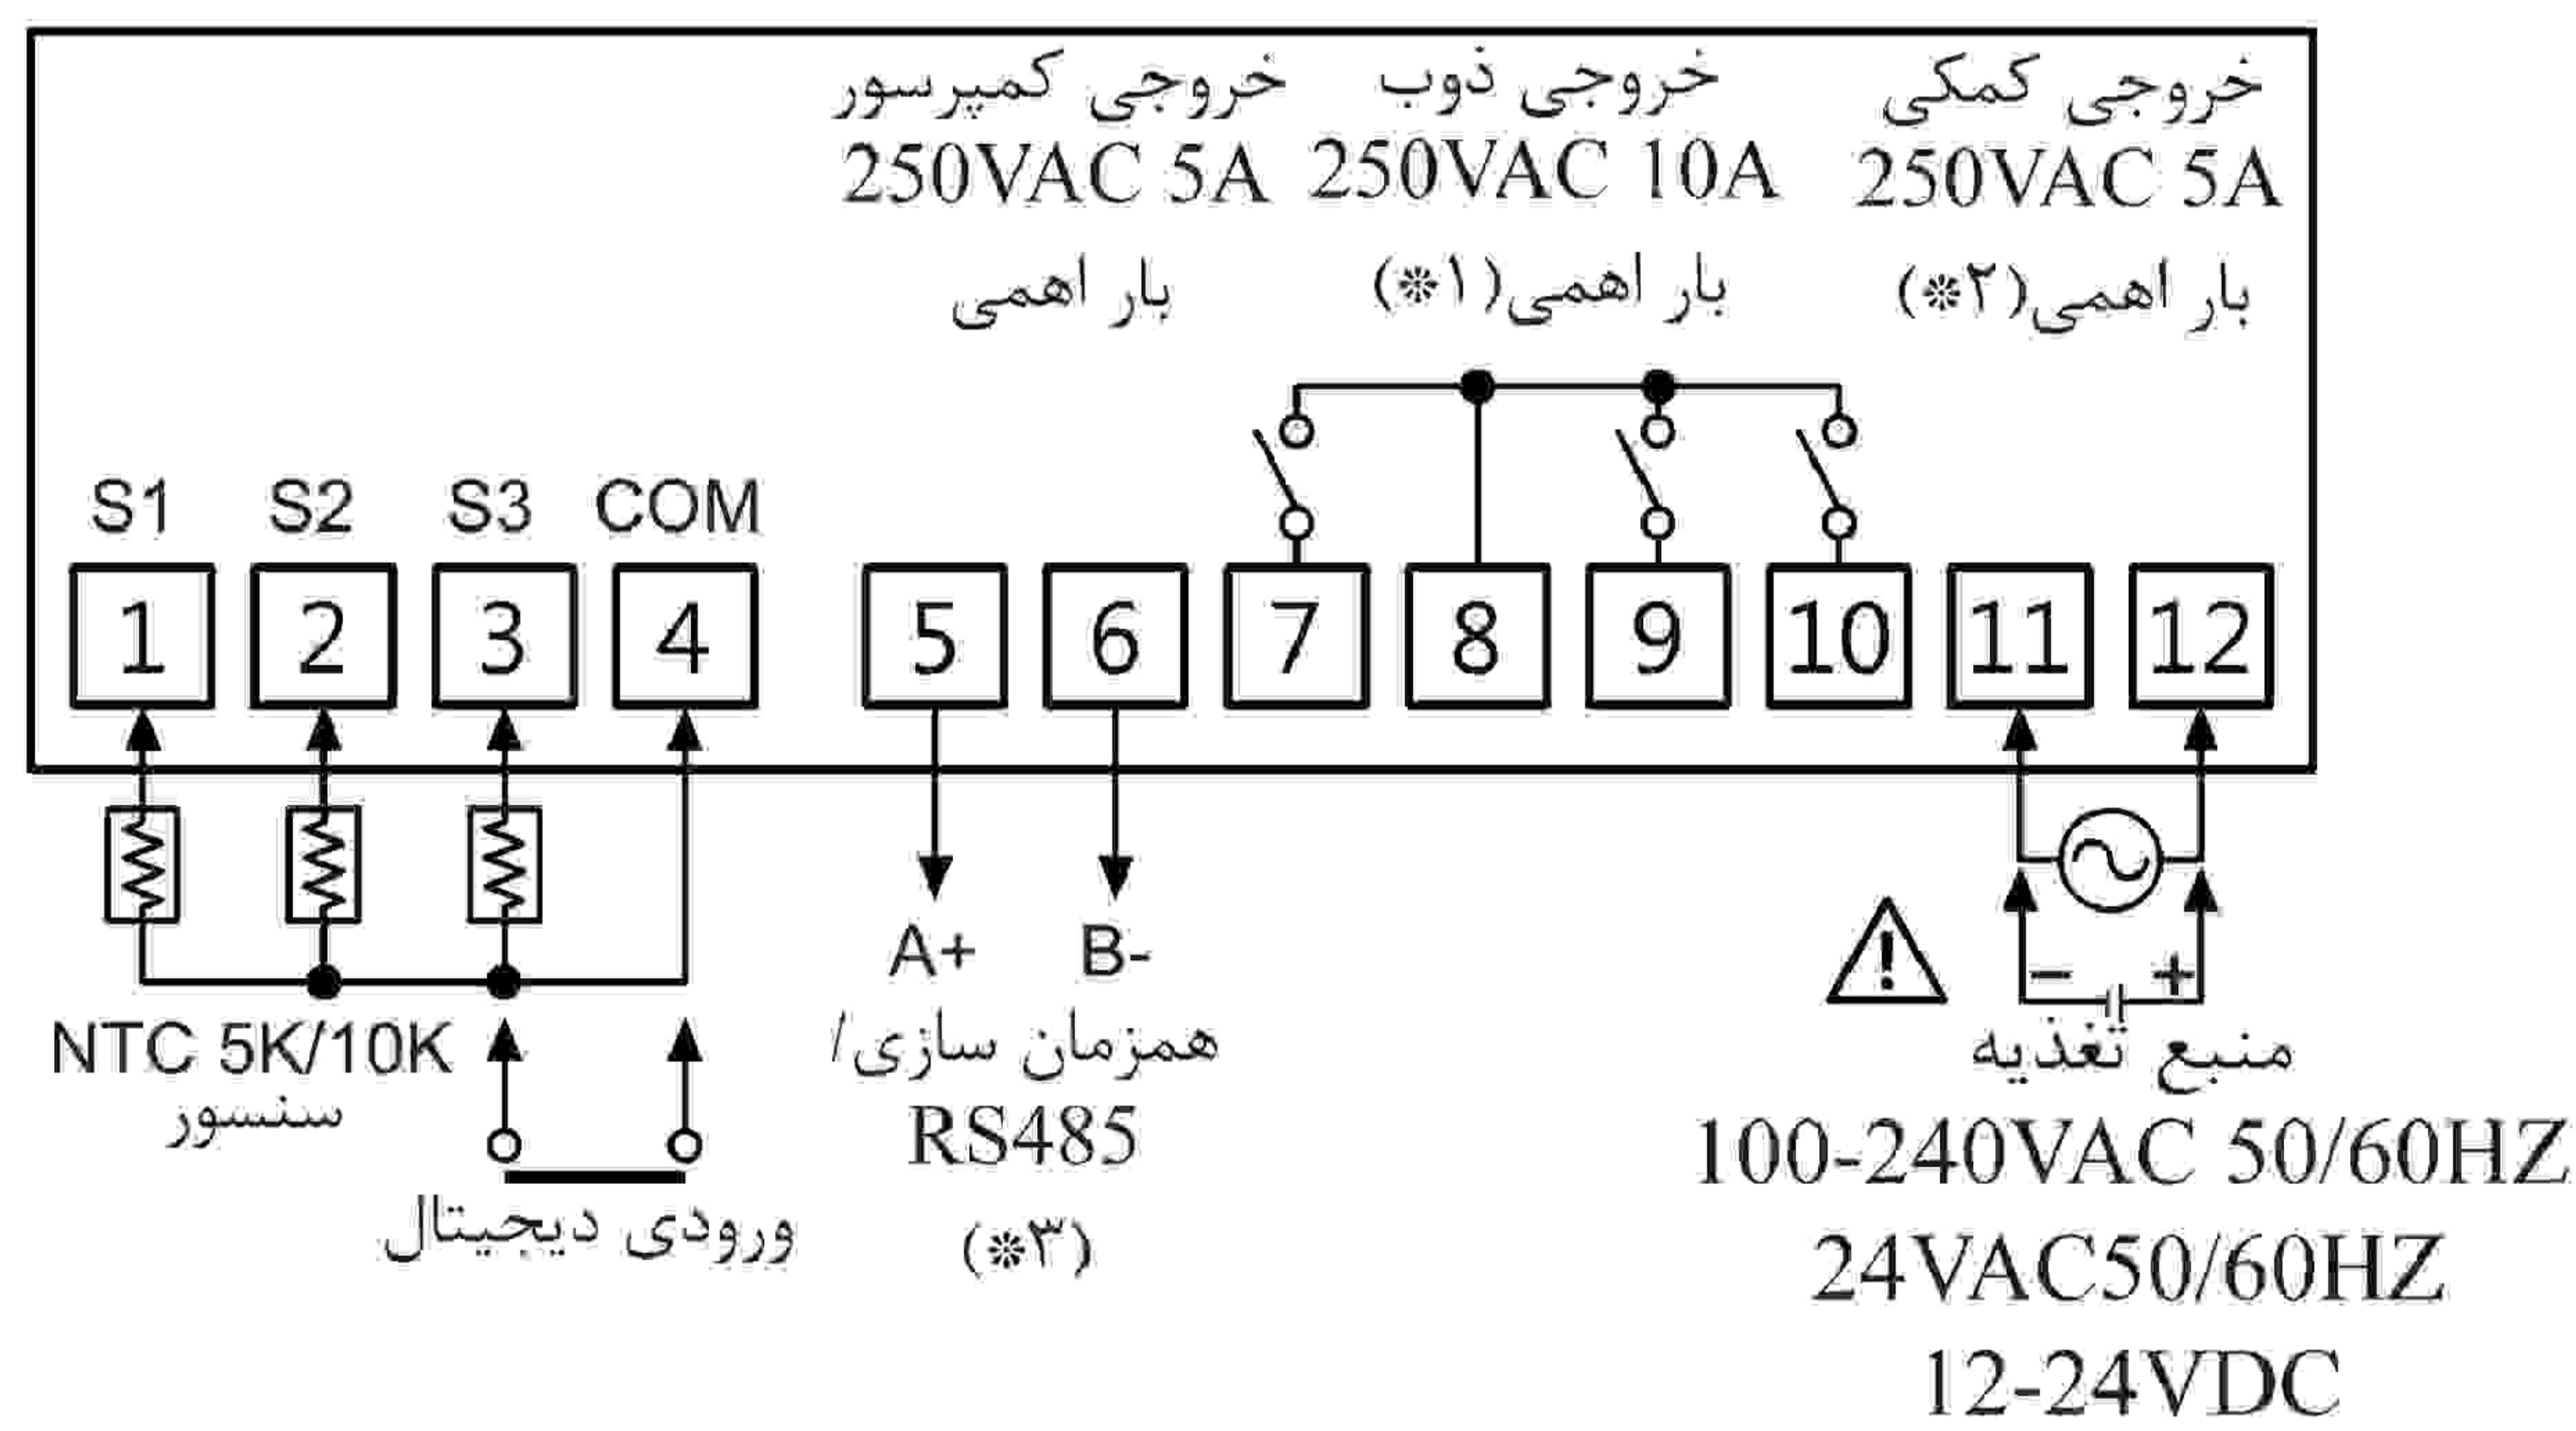 خروجی کمپرسور
250VAC 5A
بار اهمی
خروجی ذوب
250VAC 10A
بار اهمی(۱*)
خروجی کمکی
250VAC 5A
بار اهمی(۲*)
S1 S2 S3 COM
1 2 3 4 5 6 7 8 9 10 11 12
NTC 5K/10K
سنسور
ورودی دیجیتال
A+ B-
همزمان سازی/
RS485
(۳*)
!
- +
منبع تغذیه
100-240VAC 50/60HZ
24VAC50/60HZ
12-24VDC